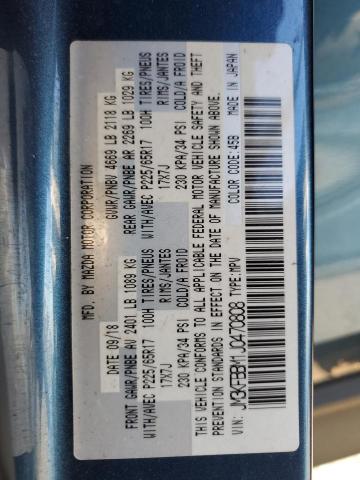 MFD. BY MAZDA MOTOR CORPORATION
DATE 09/18 GVWR/PNBV 4669 LB 2118 KG
FRONT GAWR/PNBE AV 2401 LB 1089 KG REAR GAWR/PNBE AR 2269 LB 1029 KG
WITH/AVEC P225/65R17 100H TIRES/PNEUS WITH/AVEC P225/65R17 100H TIRES/PNEUS
17X7J RIMS/JANTES 17X7J RIMS/JANTES
230 KPA/34 PSI COLD/A FROID 230 KPA/34 PSI COLD/A FROID
THIS VEHICLE CONFORMS TO ALL APPLICABLE FEDERAL MOTOR VEHICLE SAFETY AND THEFT
PREVENTION STANDARDS IN EFFECT ON THE DATE OF MANUFACTURE SHOWN ABOVE.
VIN: JM3KFBBM1J0470808 TYPE: MPV COLOR CODE: 45B MADE IN JAPAN